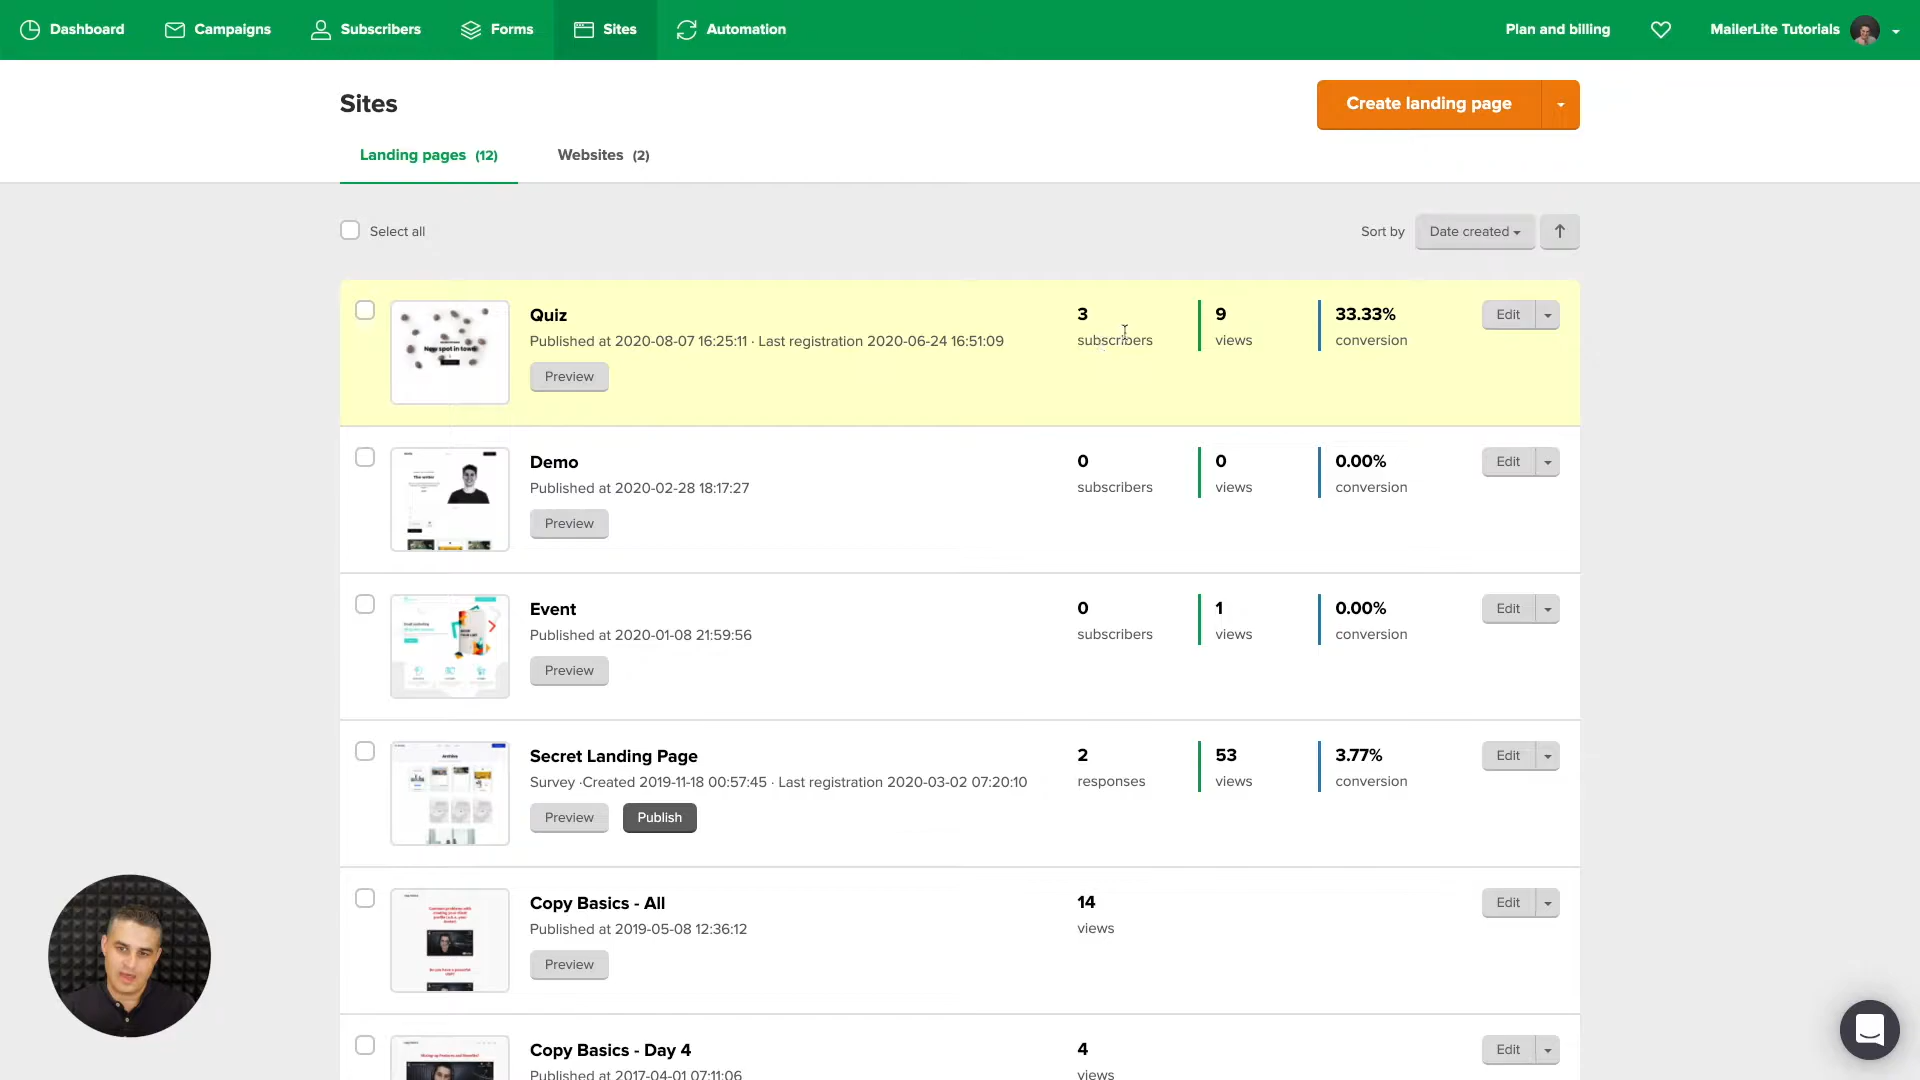 Dashboard
Campaigns
Subscribers
Forms
Sites
Automation
Plan and billing
MailerLite Tutorials
Sites
Create landing page
Landing pages (12)
Websites (2)
Select all
Sort by
Date created
Quiz
Published at 2020-08-07 16:25:11 · Last registration 2020-06-24 16:51:09
Preview
3
subscribers
9
views
33.33%
conversion
Edit
Demo
Published at 2020-02-28 18:17:27
Preview
0
subscribers
0
views
0.00%
conversion
Edit
Event
Published at 2020-01-08 21:59:56
Preview
0
subscribers
1
views
0.00%
conversion
Edit
Secret Landing Page
Survey ·Created 2019-11-18 00:57:45 · Last registration 2020-03-02 07:20:10
Preview
Publish
2
responses
53
views
3.77%
conversion
Edit
Copy Basics - All
Published at 2019-05-08 12:36:12
Preview
14
views
Edit
Copy Basics - Day 4
Published at 2017-04-01 07:11:06
4
views
Edit